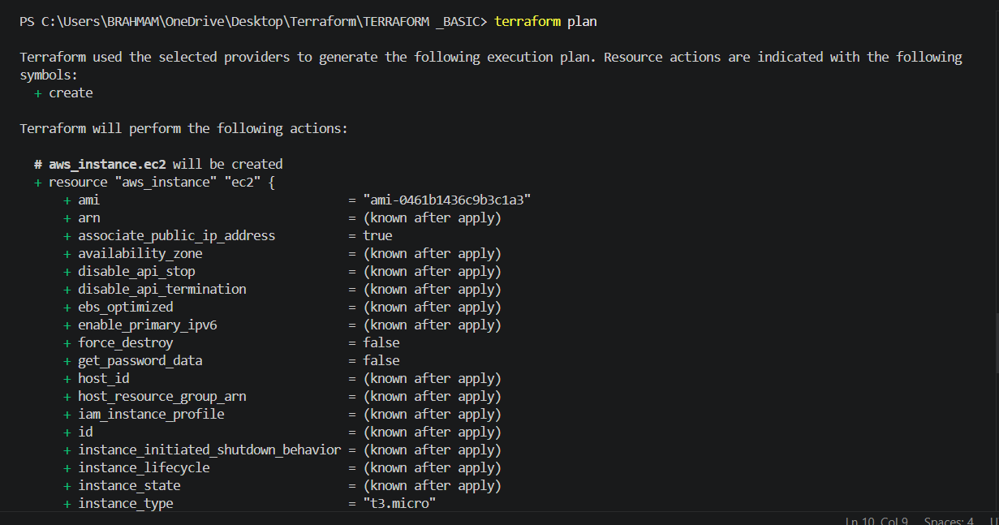 PS C:\Users\BRAHMAM\OneDrive\Desktop\Terraform\TERRAFORM _BASIC> terraform plan
Terraform used the selected providers to generate the following execution plan. Resource actions are indicated with the following
symbols:
+ create
Terraform will perform the following actions:
# aws_instance.ec2 will be created
+ resource "aws_instance" "ec2" {
+ ami = "ami-0461b1436c9b3c1a3"
+ arn = (known after apply)
+ associate_public_ip_address = true
+ availability_zone = (known after apply)
+ disable_api_stop = (known after apply)
+ disable_api_termination = (known after apply)
+ ebs_optimized = (known after apply)
+ enable_primary_ipv6 = (known after apply)
+ force_destroy = false
+ get_password_data = false
+ host_id = (known after apply)
+ host_resource_group_arn = (known after apply)
+ iam_instance_profile = (known after apply)
+ id = (known after apply)
+ instance_initiated_shutdown_behavior = (known after apply)
+ instance_lifecycle = (known after apply)
+ instance_state = (known after apply)
+ instance_type = "t3.micro"
Ln 10, Col 9 Spaces: 4